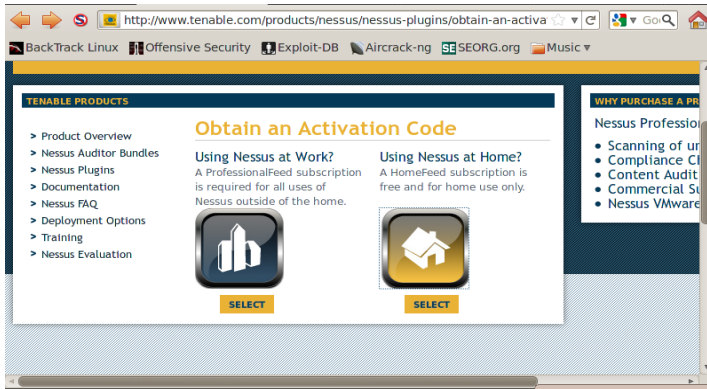 http://www.tenable.com/products/nessus/nessus-plugins/obtain-an-activa
BackTrack Linux Offensive Security Exploit-DB Aircrack-ng SEORG.org Music
TENABLE PRODUCTS
> Product Overview
> Nessus Auditor Bundles
> Nessus Plugins
> Documentation
> Nessus FAQ
> Deployment Options
> Training
> Nessus Evaluation
Obtain an Activation Code
Using Nessus at Work?
A ProfessionalFeed subscription
is required for all uses of
Nessus outside of the home.
SELECT
Using Nessus at Home?
A HomeFeed subscription is
free and for home use only.
SELECT
WHY PURCHASE A PR
Nessus Profession
• Scanning of
• Compliance
• Content Audit
• Commercial
• Nessus VMware